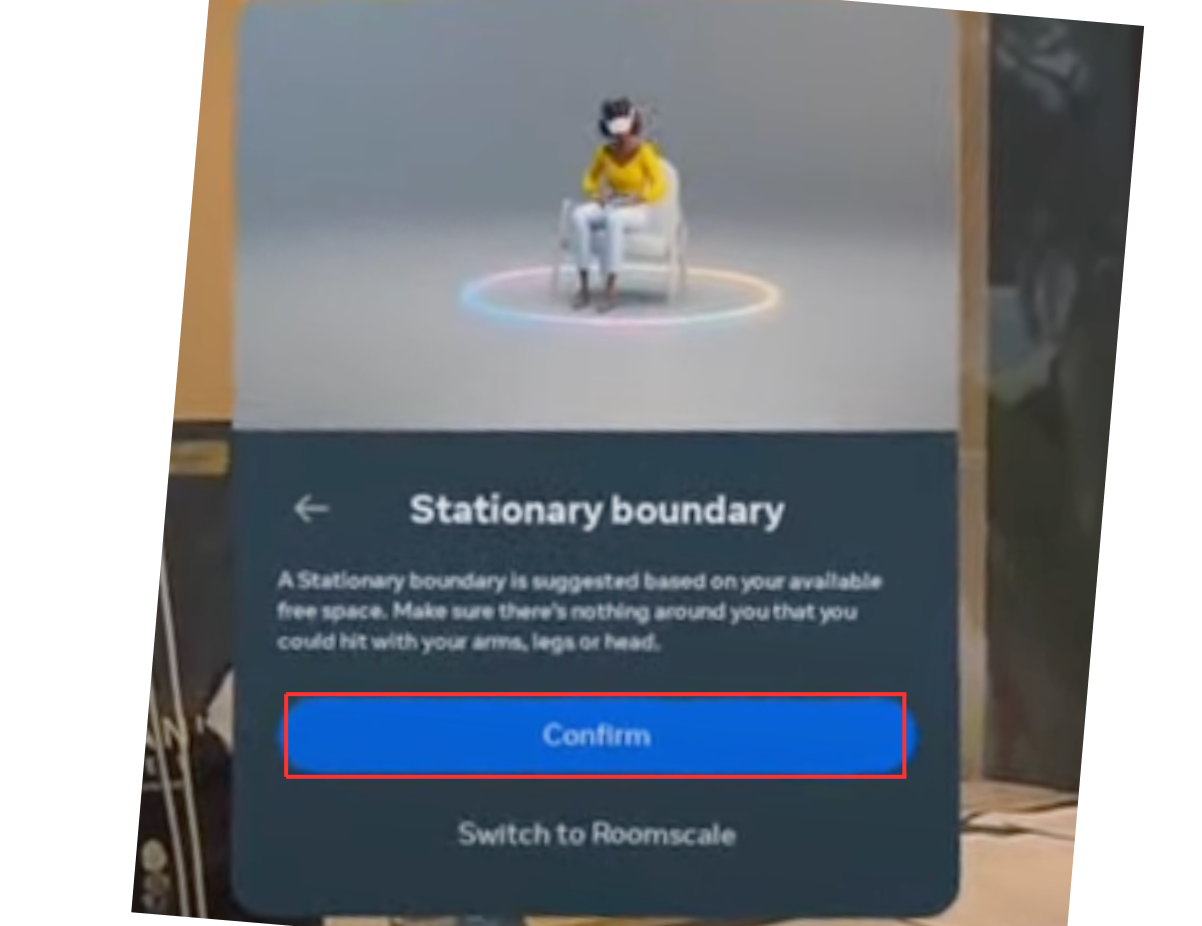 Stationary boundary
A Stationary boundary is suggested based on your available
free space. Make sure there's nothing around you that you
could hit with your arms, legs or head.
Confirm
Switch to Roomscale